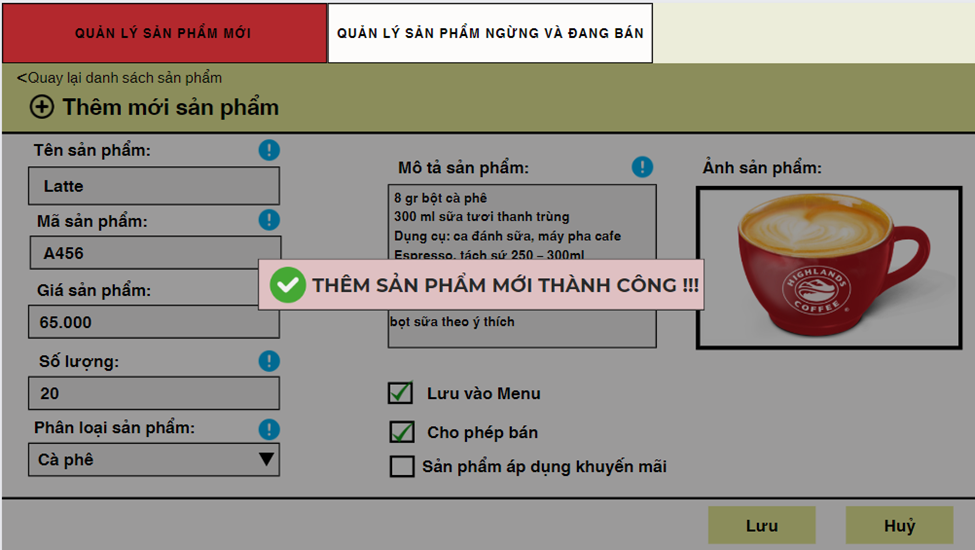 QUẢN LÝ SẢN PHẨM MỚI
QUẢN LÝ SẢN PHẨM NGỪNG VÀ ĐANG BÁN
<Quay lại danh sách sản phẩm
Thêm mới sản phẩm
Tên sản phẩm:
Latte
Mã sản phẩm:
A456
Giá sản phẩm:
65.000
Số lượng:
20
Phân loại sản phẩm:
Cà phê
Mô tả sản phẩm:
8 gr bột cà phê
300 ml sữa tươi thanh trùng
Dụng cụ: ca đánh sữa, máy pha cafe
Espresso, tách sứ 250 – 300ml
THÊM SẢN PHẨM MỚI THÀNH CÔNG !!!
bọt sữa theo ý thích
Lưu vào Menu
Cho phép bán
Sản phẩm áp dụng khuyến mãi
Ảnh sản phẩm:
HIGHLANDS
COFFEE
Lưu
Huỷ